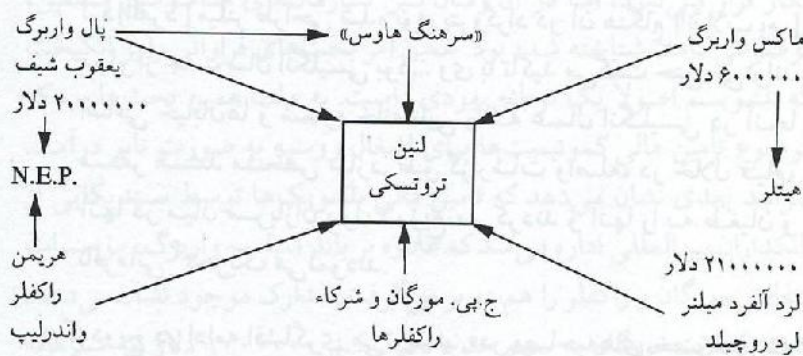 ماکس واربرگ
۶۰۰۰۰۰۰ دلار
هیتلر
«سرهنگ هاوس»
پال واربرگ
یعقوب شیف
۲۰۰۰۰۰۰۰ دلار
N.E.P.
لنین
تروتسکی
۲۱۰۰۰۰۰۰ دلار
لرد آلفرد میلنر
لرد روچیلد
ج.پی. مورگان و شرکاء
راکفلرها
هریمن
راکفلر
واندرلیپ